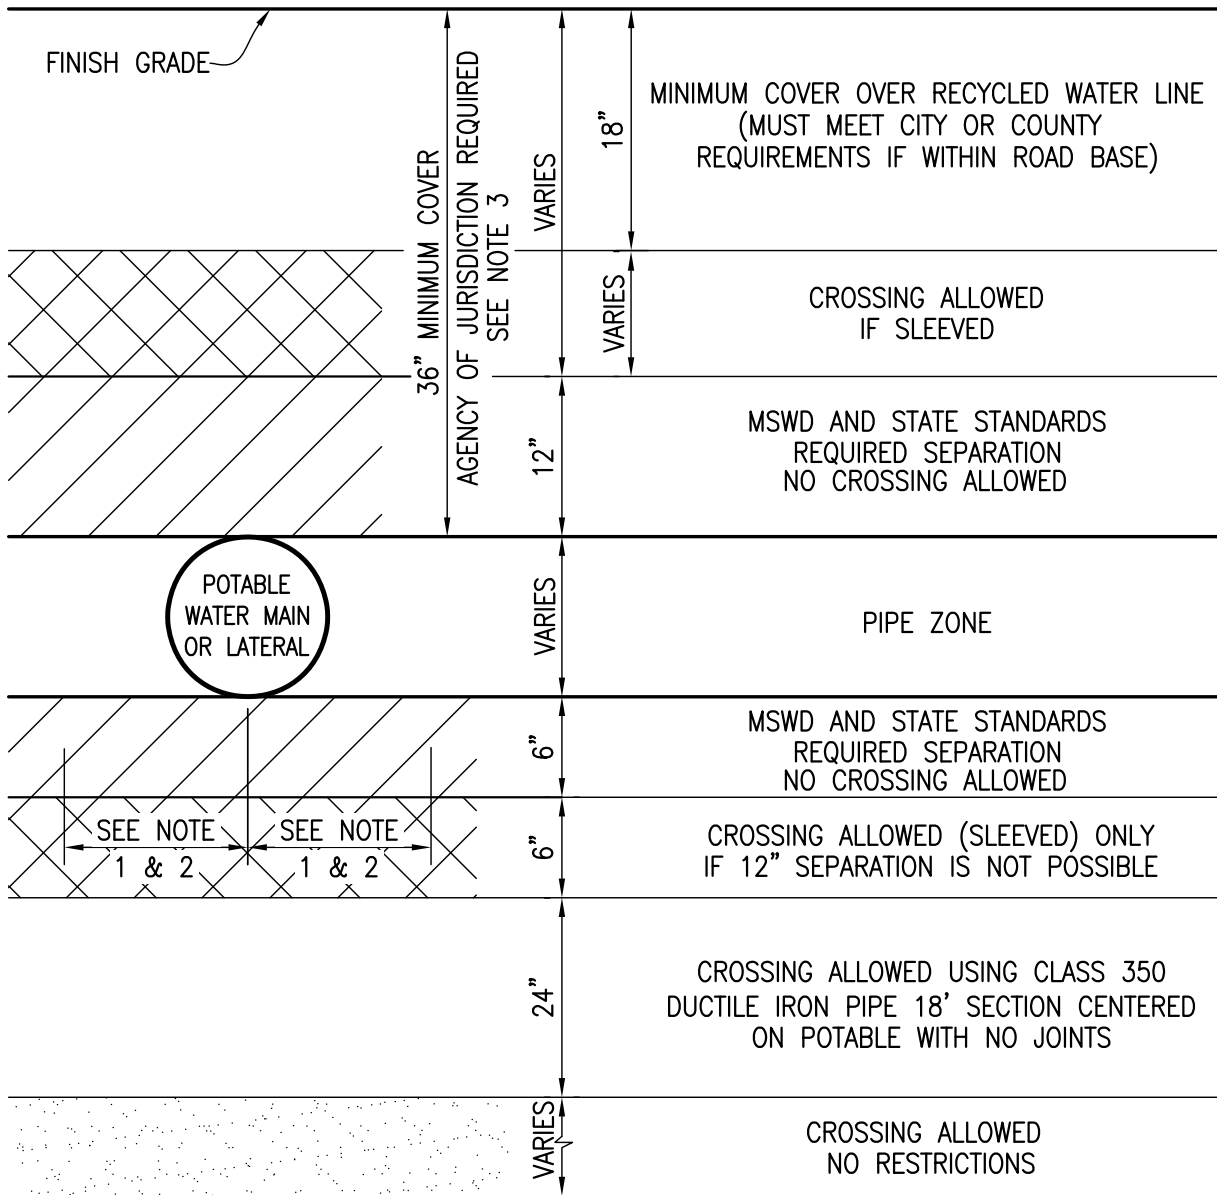 FINISH GRADE
36” MINIMUM COVER
AGENCY OF JURISDICTION REQUIRED
SEE NOTE 3
VARIES
18”
MINIMUM COVER OVER RECYCLED WATER LINE
(MUST MEET CITY OR COUNTY
REQUIREMENTS IF WITHIN ROAD BASE)
VARIES
CROSSING ALLOWED
IF SLEEVED
12”
MSWD AND STATE STANDARDS
REQUIRED SEPARATION
NO CROSSING ALLOWED
POTABLE
WATER MAIN
OR LATERAL
VARIES
PIPE ZONE
6”
MSWD AND STATE STANDARDS
REQUIRED SEPARATION
NO CROSSING ALLOWED
SEE NOTE
1 & 2
SEE NOTE
1 & 2
6”
CROSSING ALLOWED (SLEEVED) ONLY
IF 12” SEPARATION IS NOT POSSIBLE
24”
CROSSING ALLOWED USING CLASS 350
DUCTILE IRON PIPE 18’ SECTION CENTERED
ON POTABLE WITH NO JOINTS
VARIES
CROSSING ALLOWED
NO RESTRICTIONS